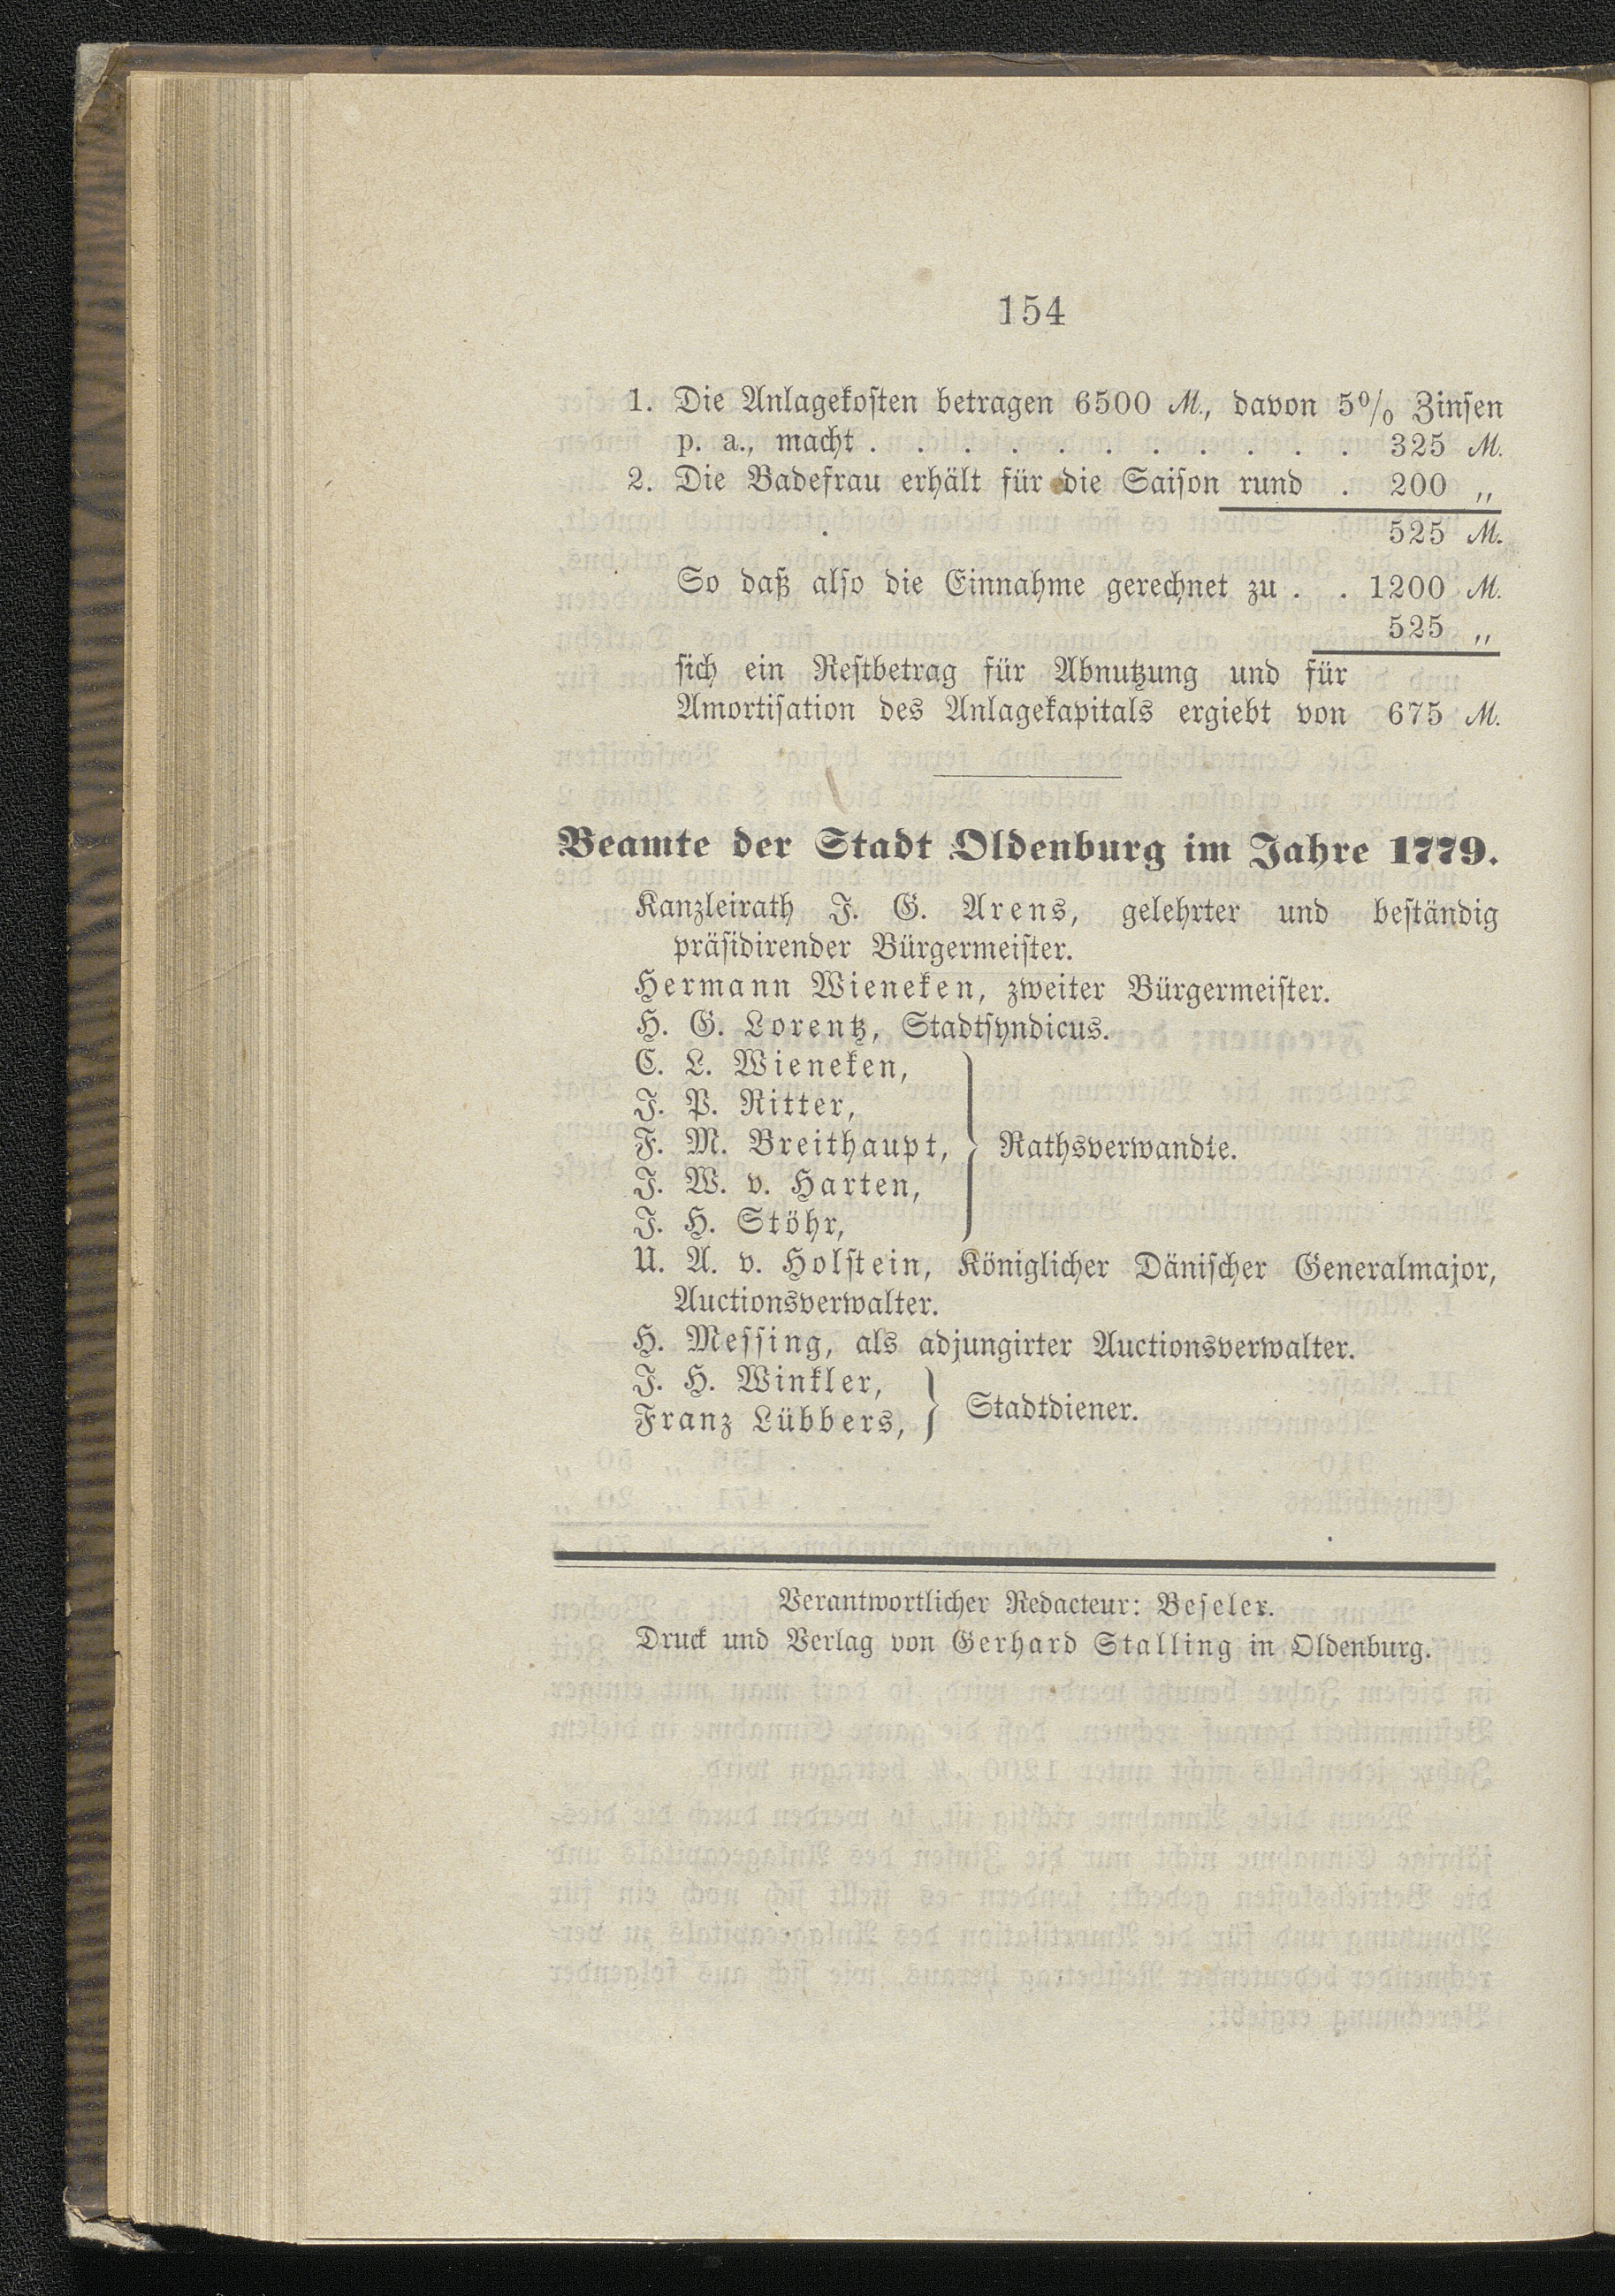 154
1. Die Anlagekosten betragen 6500 M., davon 5% Zinsen
p. a., macht . . . . . . . . . . . 325 M.
2. Die Badefrau erhält für die Saison rund . 200 „
525 M.
So daß also die Einnahme gerechnet zu . . 1200 M.
525 „
sich ein Restbetrag für Abnutzung und für
Amortisation des Anlagekapitals ergiebt von 675 M.
Beamte der Stadt Oldenburg im Jahre 1779.
Kanzleirath J. G. Arens, gelehrter und beständig
präsidirender Bürgermeister.
Hermann Wieneken, zweiter Bürgermeister.
H. G. Lorentz, Stadtsyndicus.
C. L. Wieneken,
J. P. Ritter,
F. M. Breithaupt, } Rathsverwandte.
J. W. v. Harten,
J. H. Stöhr,
U. A. v. Holstein, Königlicher Dänischer Generalmajor,
Auctionsverwalter.
H. Messing, als adjungirter Auctionsverwalter.
J. H. Winkler,
Franz Lübbers, } Stadtdiener.
Verantwortlicher Redacteur: Beseler.
Druck und Verlag von Gerhard Stalling in Oldenburg.